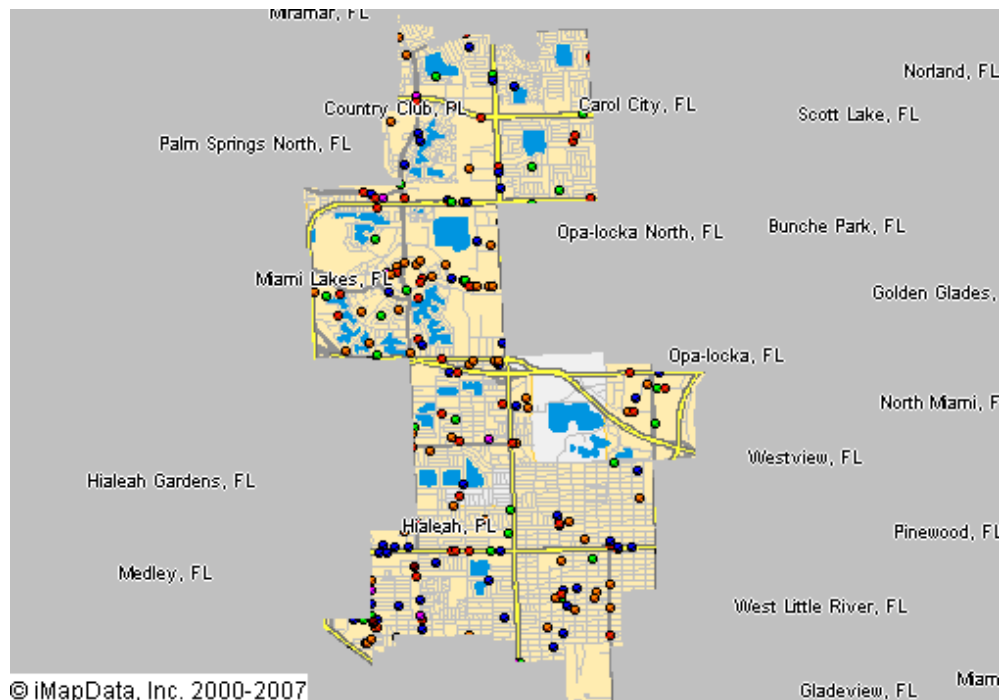 Miramar, FL
Norland, FL
Country Club, PL
Carol City, FL
Scott Lake, FL
Palm Springs North, FL
Opa-locka North, FL
Bunche Park, FL
Miami Lakes, FL
Golden Glades,
Opa-locka, FL
North Miami, F
Westview, FL
Hialeah Gardens, FL
Hialeah, PL
Pinewood, FL
Medley, FL
West Little River, FL
Miam
© iMapData, Inc. 2000-2007
Gladeview, FL